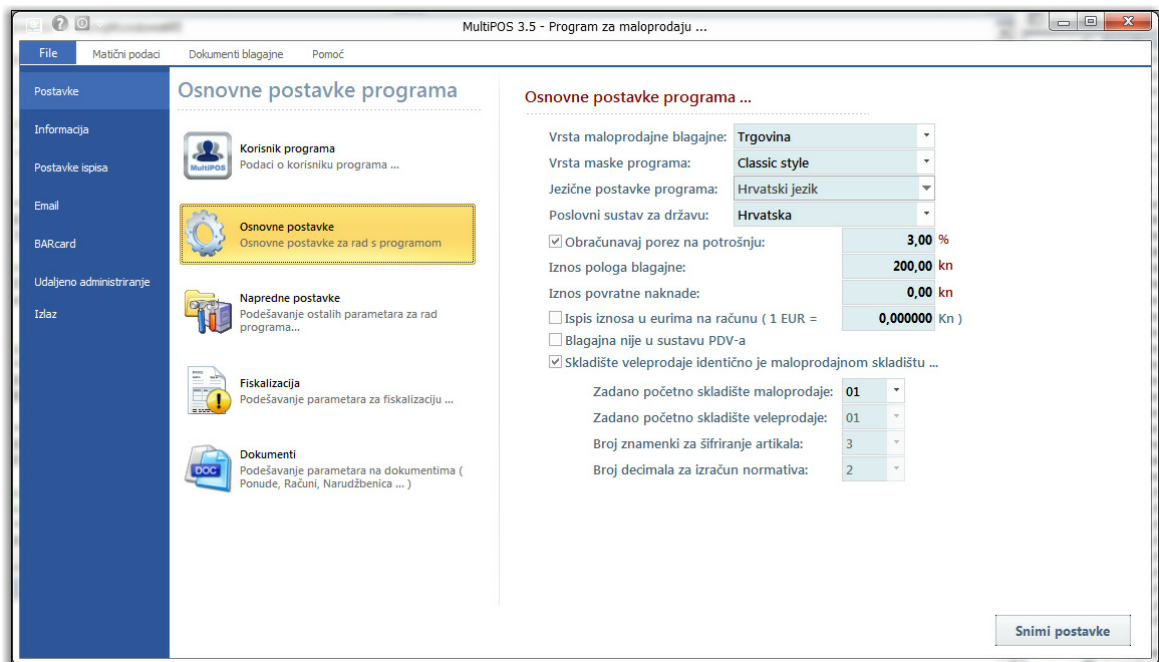 MultiPOS 3.5 - Program za maloprodaju ...
File Matični podaci Dokumenti blagajne Pomoć
Postavke
Informacija
Postavke ispisa
Email
BARcard
Udaljeno administriranje
Izlaz
Osnovne postavke programa
MultiPOS
Korisnik programa
Podaci o korisniku programa ...
Osnovne postavke
Osnovne postavke za rad s programom
Napredne postavke
Podešavanje ostalih parametara za rad
programa...
Fiskalizacija
Podešavanje parametara za fiskalizaciju ...
DOC
Dokumenti
Podešavanje parametara na dokumentima (
Ponude, Računi, Narudžbenica ... )
Osnovne postavke programa ...
Vrsta maloprodajne blagajne: Trgovina
Vrsta maske programa: Classic style
Jezične postavke programa: Hrvatski jezik
Poslovni sustav za državu: Hrvatska
Obračunavaj porez na potrošnju: 3,00 %
Iznos pologa blagajne: 200,00 kn
Iznos povratne naknade: 0,00 kn
Ispis iznosa u eurima na računu ( 1 EUR = 0,000000 Kn )
Blagajna nije u sustavu PDV-a
Skladište veleprodaje identično je maloprodajnom skladištu ...
Zadano početno skladište maloprodaje: 01
Zadano početno skladište veleprodaje: 01
Broj znamenki za šifriranje artikala: 3
Broj decimala za izračun normativa: 2
Snimi postavke